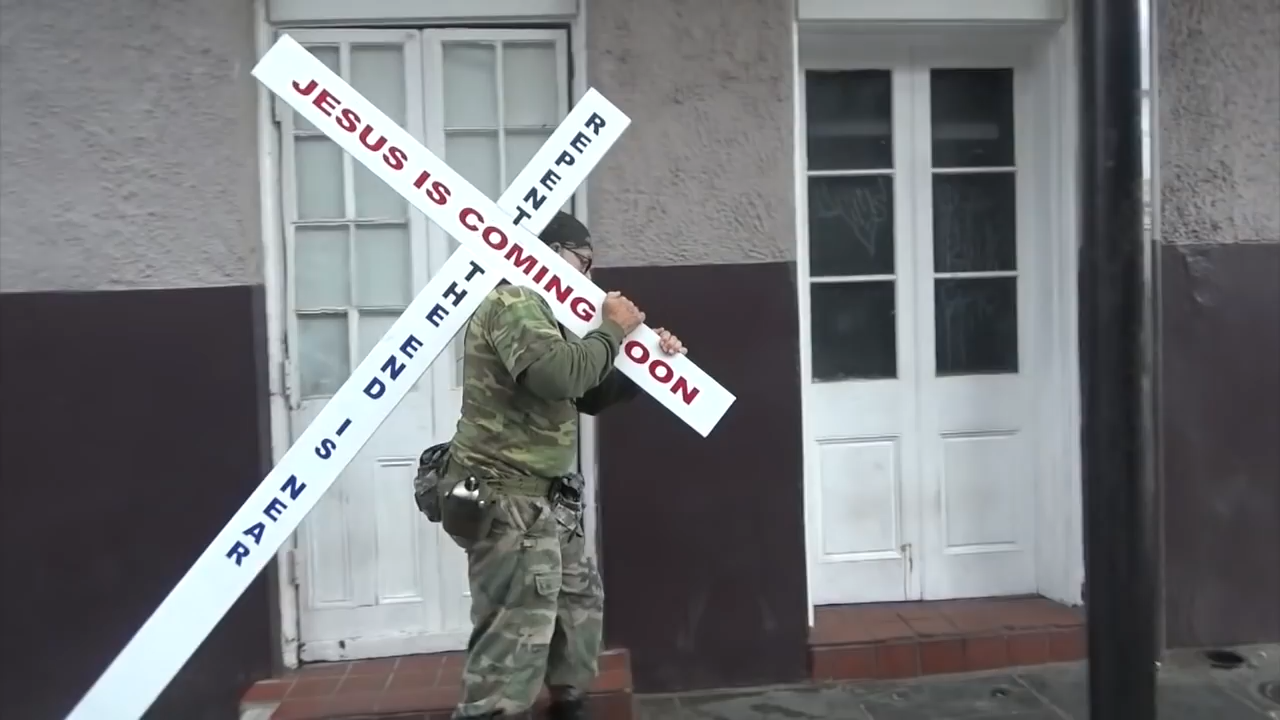 JESUS IS COMING OON
REPENT THE END IS NEAR